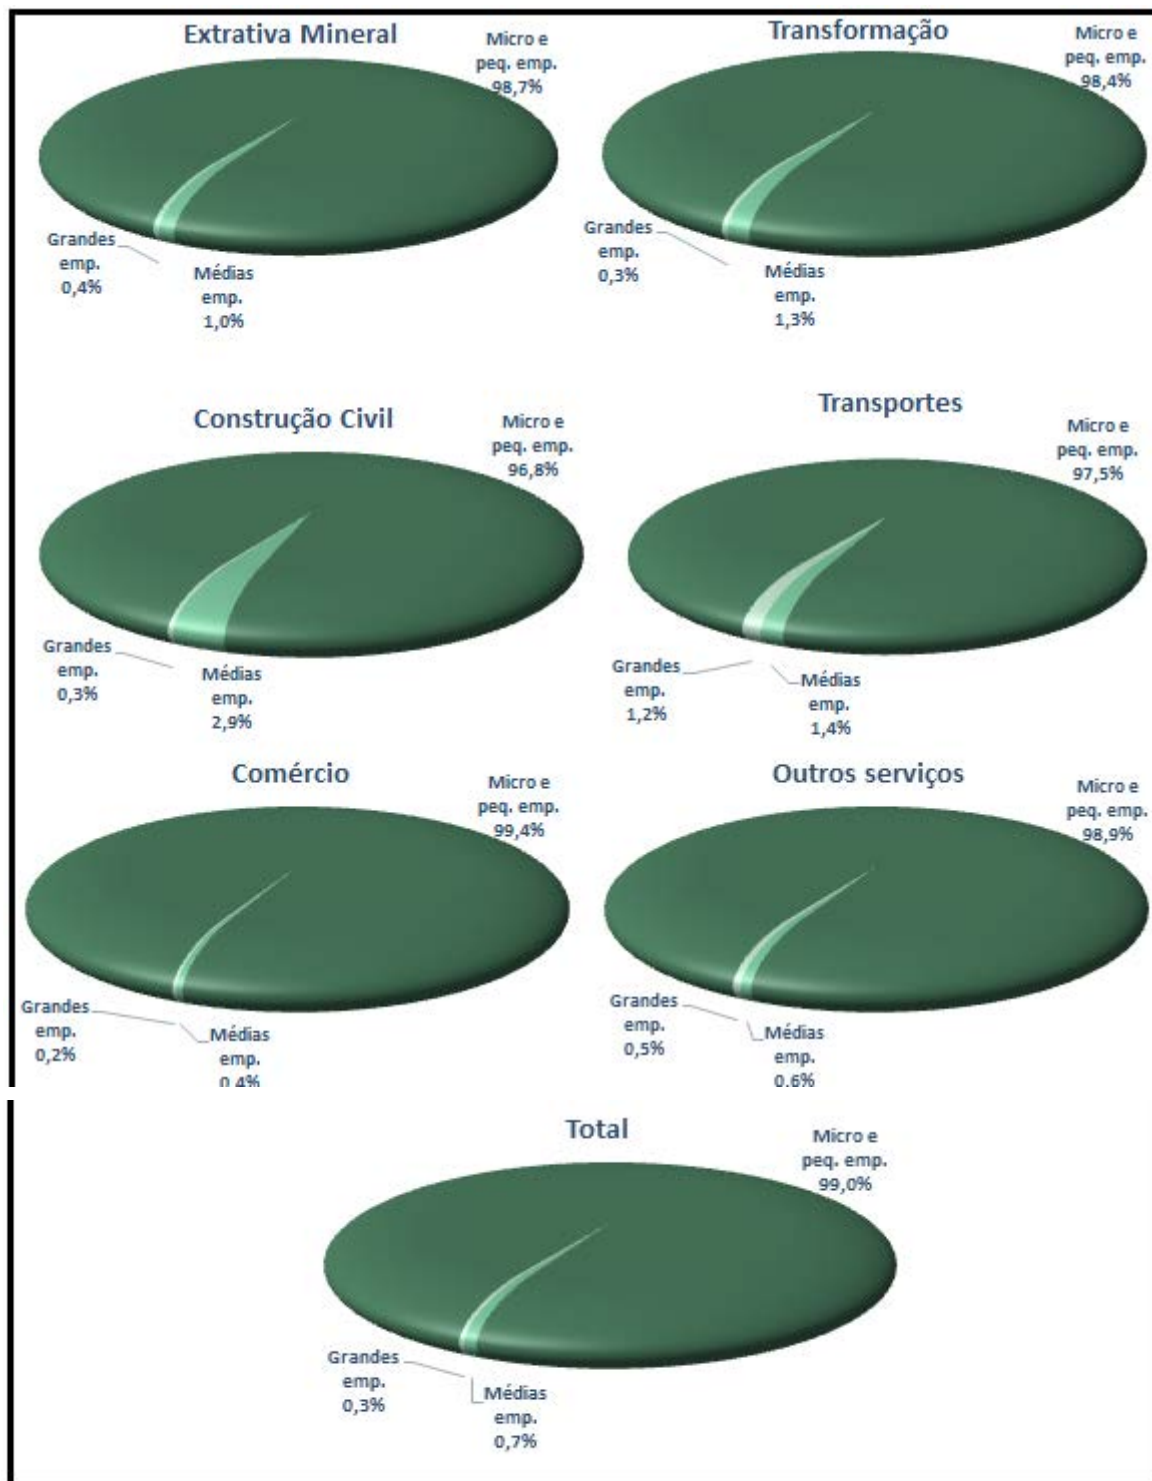 Extrativa Mineral
Micro e
peq. emp.
98,7%
Grandes
emp.
0,4%
Médias
emp.
1,0%
Transformação
Micro e
peq. emp.
98,4%
Grandes
emp.
0,3%
Médias
emp.
1,3%
Construção Civil
Micro e
peq. emp.
96,8%
Grandes
emp.
0,3%
Médias
emp.
2,9%
Transportes
Micro e
peq. emp.
97,5%
Grandes
emp.
1,2%
Médias
emp.
1,4%
Comércio
Micro e
peq. emp.
99,4%
Grandes
emp.
0,2%
Médias
emp.
0,4%
Outros serviços
Micro e
peq. emp.
98,9%
Grandes
emp.
0,5%
Médias
emp.
0,6%
Total
Micro e
peq. emp.
99,0%
Grandes
emp.
0,3%
Médias
emp.
0,7%